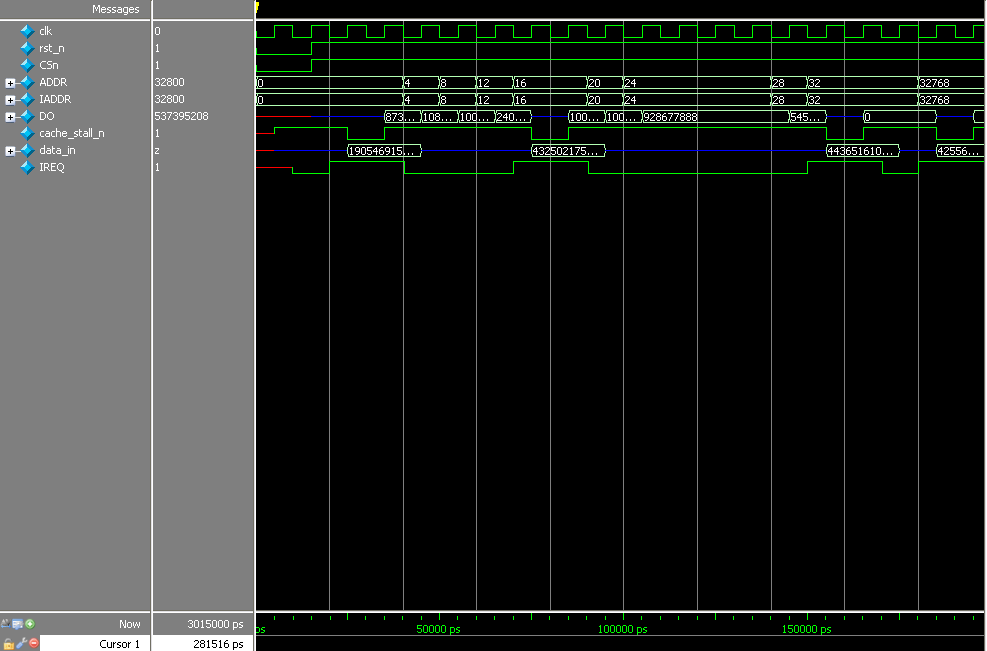 Messages
clk 0
rst_n 1
CSn 1
ADDR 32800 0 4 8 12 16 20 24 28 32 32768
IADDR 32800 0 4 8 12 16 20 24 28 32 32768
DO 537395208 873... 108... 100... 240... 100... 100... 928677888 545... 0
cache_stall_n 1
data_in z 190546915... 432502175... 443651610... 42556...
IREQ 1
Now 3015000 ps ps 50000 ps 100000 ps 150000 ps
Cursor 1 281516 ps